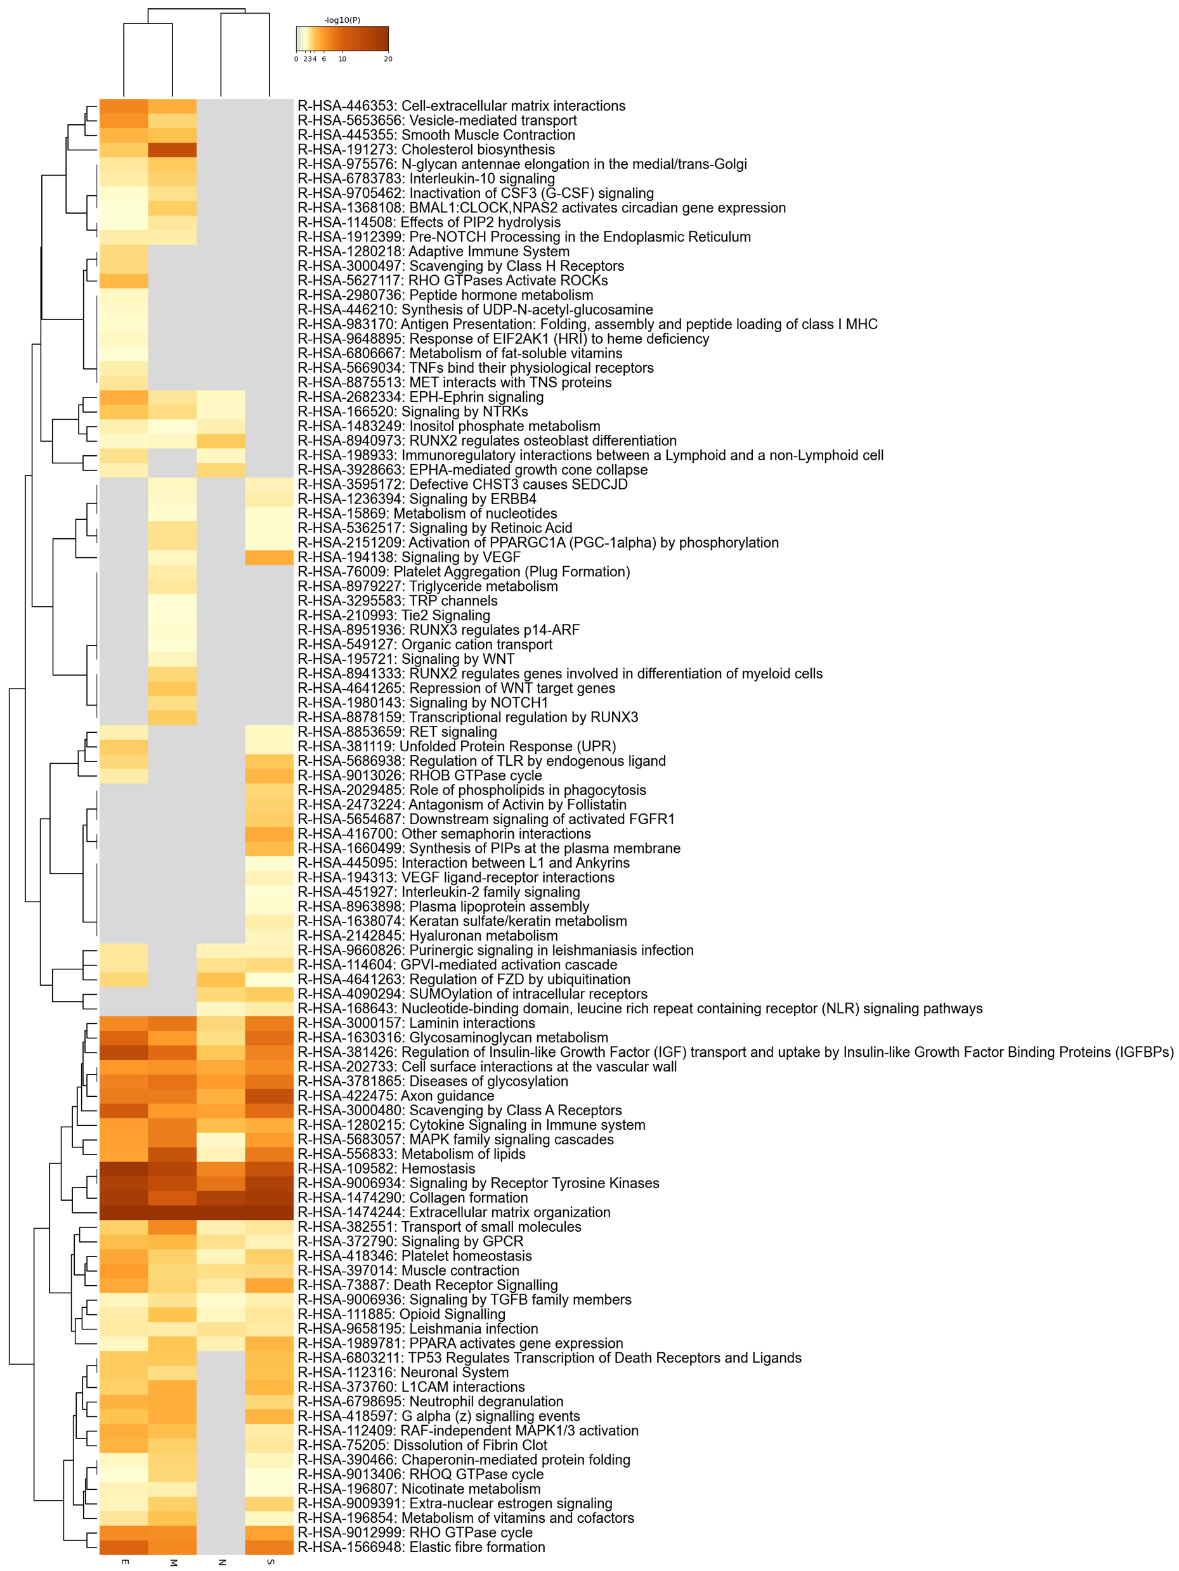 -log10(P)
0 2 3 4 6 10 20
R-HSA-446353: Cell-extracellular matrix interactions
R-HSA-5653656: Vesicle-mediated transport
R-HSA-445355: Smooth Muscle Contraction
R-HSA-191273: Cholesterol biosynthesis
R-HSA-975576: N-glycan antennae elongation in the medial/trans-Golgi
R-HSA-6783783: Interleukin-10 signaling
R-HSA-9705462: Inactivation of CSF3 (G-CSF) signaling
R-HSA-1368108: BMAL1:CLOCK,NPAS2 activates circadian gene expression
R-HSA-114508: Effects of PIP2 hydrolysis
R-HSA-1912399: Pre-NOTCH Processing in the Endoplasmic Reticulum
R-HSA-1280218: Adaptive Immune System
R-HSA-3000497: Scavenging by Class H Receptors
R-HSA-5627117: RHO GTPases Activate ROCKs
R-HSA-2980736: Peptide hormone metabolism
R-HSA-446210: Synthesis of UDP-N-acetyl-glucosamine
R-HSA-983170: Antigen Presentation: Folding, assembly and peptide loading of class I MHC
R-HSA-9648895: Response of EIF2AK1 (HRI) to heme deficiency
R-HSA-6806667: Metabolism of fat-soluble vitamins
R-HSA-5669034: TNFs bind their physiological receptors
R-HSA-8875513: MET interacts with TNS proteins
R-HSA-2682334: EPH-Ephrin signaling
R-HSA-166520: Signaling by NTRKs
R-HSA-1483249: Inositol phosphate metabolism
R-HSA-8940973: RUNX2 regulates osteoblast differentiation
R-HSA-198933: Immunoregulatory interactions between a Lymphoid and a non-Lymphoid cell
R-HSA-3928663: EPHA-mediated growth cone collapse
R-HSA-3595172: Defective CHST3 causes SEDCJD
R-HSA-1236394: Signaling by ERBB4
R-HSA-15869: Metabolism of nucleotides
R-HSA-5362517: Signaling by Retinoic Acid
R-HSA-2151209: Activation of PPARGC1A (PGC-1alpha) by phosphorylation
R-HSA-194138: Signaling by VEGF
R-HSA-76009: Platelet Aggregation (Plug Formation)
R-HSA-8979227: Triglyceride metabolism
R-HSA-3295583: TRP channels
R-HSA-210993: Tie2 Signaling
R-HSA-8951936: RUNX3 regulates p14-ARF
R-HSA-549127: Organic cation transport
R-HSA-195721: Signaling by WNT
R-HSA-8941333: RUNX2 regulates genes involved in differentiation of myeloid cells
R-HSA-4641265: Repression of WNT target genes
R-HSA-1980143: Signaling by NOTCH1
R-HSA-8878159: Transcriptional regulation by RUNX3
R-HSA-8853659: RET signaling
R-HSA-381119: Unfolded Protein Response (UPR)
R-HSA-5686938: Regulation of TLR by endogenous ligand
R-HSA-9013026: RHOB GTPase cycle
R-HSA-2029485: Role of phospholipids in phagocytosis
R-HSA-2473224: Antagonism of Activin by Follistatin
R-HSA-5654687: Downstream signaling of activated FGFR1
R-HSA-416700: Other semaphorin interactions
R-HSA-1660499: Synthesis of PIPs at the plasma membrane
R-HSA-445095: Interaction between L1 and Ankyrins
R-HSA-194313: VEGF ligand-receptor interactions
R-HSA-451927: Interleukin-2 family signaling
R-HSA-8963898: Plasma lipoprotein assembly
R-HSA-1638074: Keratan sulfate/keratin metabolism
R-HSA-2142845: Hyaluronan metabolism
R-HSA-9660826: Purinergic signaling in leishmaniasis infection
R-HSA-114604: GPVI-mediated activation cascade
R-HSA-4641263: Regulation of FZD by ubiquitination
R-HSA-4090294: SUMOylation of intracellular receptors
R-HSA-168643: Nucleotide-binding domain, leucine rich repeat containing receptor (NLR) signaling pathways
R-HSA-3000157: Laminin interactions
R-HSA-1630316: Glycosaminoglycan metabolism
R-HSA-381426: Regulation of Insulin-like Growth Factor (IGF) transport and uptake by Insulin-like Growth Factor Binding Proteins (IGFBPs)
R-HSA-202733: Cell surface interactions at the vascular wall
R-HSA-3781865: Diseases of glycosylation
R-HSA-422475: Axon guidance
R-HSA-3000480: Scavenging by Class A Receptors
R-HSA-1280215: Cytokine Signaling in Immune system
R-HSA-5683057: MAPK family signaling cascades
R-HSA-556833: Metabolism of lipids
R-HSA-109582: Hemostasis
R-HSA-9006934: Signaling by Receptor Tyrosine Kinases
R-HSA-1474290: Collagen formation
R-HSA-1474244: Extracellular matrix organization
R-HSA-382551: Transport of small molecules
R-HSA-372790: Signaling by GPCR
R-HSA-418346: Platelet homeostasis
R-HSA-397014: Muscle contraction
R-HSA-73887: Death Receptor Signalling
R-HSA-9006936: Signaling by TGFB family members
R-HSA-111885: Opioid Signalling
R-HSA-9658195: Leishmania infection
R-HSA-1989781: PPARA activates gene expression
R-HSA-6803211: TP53 Regulates Transcription of Death Receptors and Ligands
R-HSA-112316: Neuronal System
R-HSA-373760: L1CAM interactions
R-HSA-6798695: Neutrophil degranulation
R-HSA-418597: G alpha (z) signalling events
R-HSA-112409: RAF-independent MAPK1/3 activation
R-HSA-75205: Dissolution of Fibrin Clot
R-HSA-390466: Chaperonin-mediated protein folding
R-HSA-9013406: RHOQ GTPase cycle
R-HSA-196807: Nicotinate metabolism
R-HSA-9009391: Extra-nuclear estrogen signaling
R-HSA-196854: Metabolism of vitamins and cofactors
R-HSA-9012999: RHO GTPase cycle
R-HSA-1566948: Elastic fibre formation
E M N S